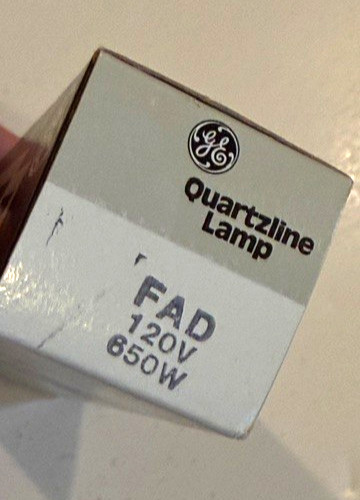 GE
Quartzline
Lamp
FAD
120V
650W